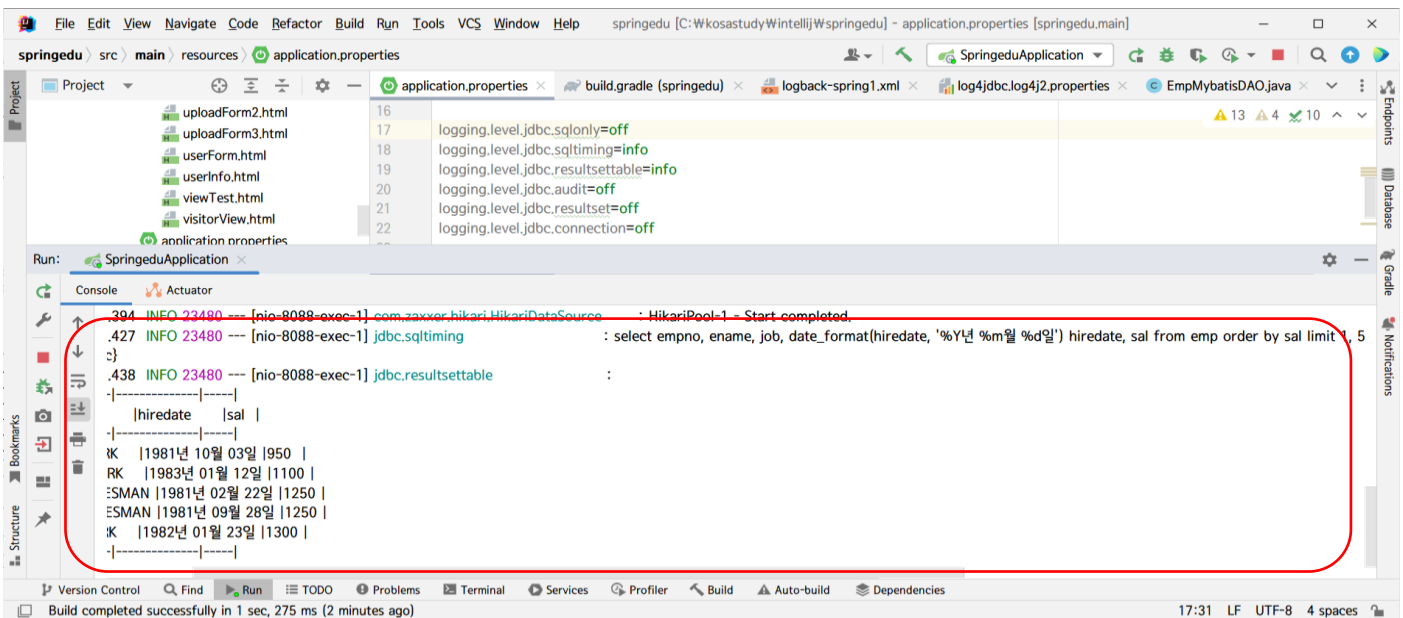 File Edit View Navigate Code Refactor Build Run Tools VCS Window Help springedu [C:₩kosastudy₩intellij₩springedu] - application.properties [springedu.main]
springedu src main resources application.properties SpringeduApplication
Project application.properties build.gradle (springedu) logback-spring1.xml log4jdbc.log4j2.properties EmpMybatisDAO.java
Project
uploadForm2.html
uploadForm3.html
userForm.html
userInfo.html
viewTest.html
visitorView.html
application.properties
16
17 logging.level.jdbc.sqlonly=off
18 logging.level.jdbc.sqltiming=info
19 logging.level.jdbc.resultsettable=info
20 logging.level.jdbc.audit=off
21 logging.level.jdbc.resultset=off
22 logging.level.jdbc.connection=off
13 4 10
Endpoints
Database
Gradle
Notifications
Run: SpringeduApplication
Console Actuator
.394 INFO 23480 --- [nio-8088-exec-1] com.zaxxer.hikari.HikariDataSource : HikariPool-1 - Start completed.
.427 INFO 23480 --- [nio-8088-exec-1] jdbc.sqltiming : select empno, ename, job, date_format(hiredate, '%Y년 %m월 %d일') hiredate, sal from emp order by sal limit 1, 5
:}
.438 INFO 23480 --- [nio-8088-exec-1] jdbc.resultsettable :
-|--------------|-----|
|hiredate |sal |
-|--------------|-----|
RK |1981년 10월 03일 |950 |
RK |1983년 01월 12일 |1100 |
ESMAN |1981년 02월 22일 |1250 |
ESMAN |1981년 09월 28일 |1250 |
RK |1982년 01월 23일 |1300 |
-|--------------|-----|
Bookmarks
Structure
Version Control Find Run TODO Problems Terminal Services Profiler Build Auto-build Dependencies
Build completed successfully in 1 sec, 275 ms (2 minutes ago) 17:31 LF UTF-8 4 spaces